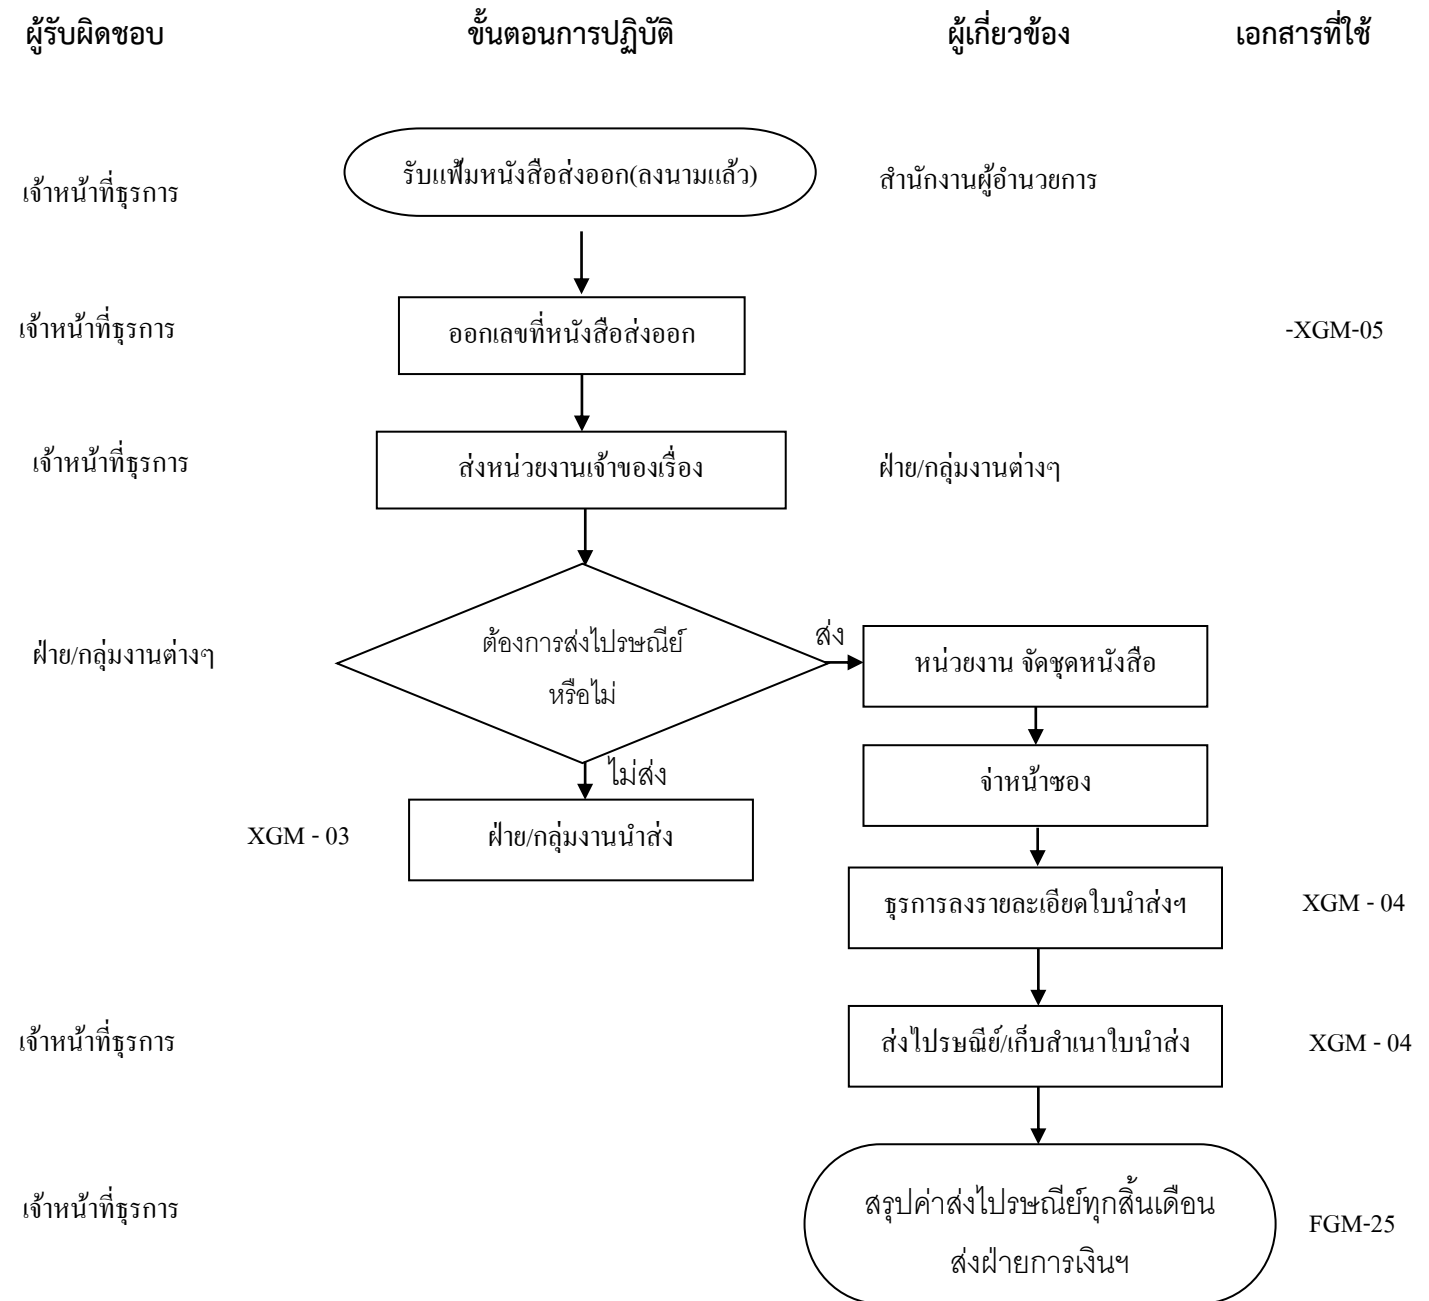 ผู้รับผิดชอบ ขั้นตอนการปฏิบัติ ผู้เกี่ยวข้อง เอกสารที่ใช้
เจ้าหน้าที่ธุรการ รับแฟ้มหนังสือส่งออก(ลงนามแล้ว) สำนักงานผู้อำนวยการ
เจ้าหน้าที่ธุรการ ออกเลขที่หนังสือส่งออก -XGM-05
เจ้าหน้าที่ธุรการ ส่งหน่วยงานเจ้าของเรื่อง ฝ่าย/กลุ่มงานต่างๆ
ฝ่าย/กลุ่มงานต่างๆ ต้องการส่งไปรษณีย์ ส่ง หน่วยงาน จัดชุดหนังสือ
หรือไม่
ไม่ส่ง จ่าหน้าซอง
XGM - 03 ฝ่าย/กลุ่มงานนำส่ง
ธุรการลงรายละเอียดใบนำส่งฯ XGM - 04
เจ้าหน้าที่ธุรการ ส่งไปรษณีย์/เก็บสำเนาใบนำส่ง XGM - 04
เจ้าหน้าที่ธุรการ สรุปค่าส่งไปรษณีย์ทุกสิ้นเดือน FGM-25
ส่งฝ่ายการเงินฯ